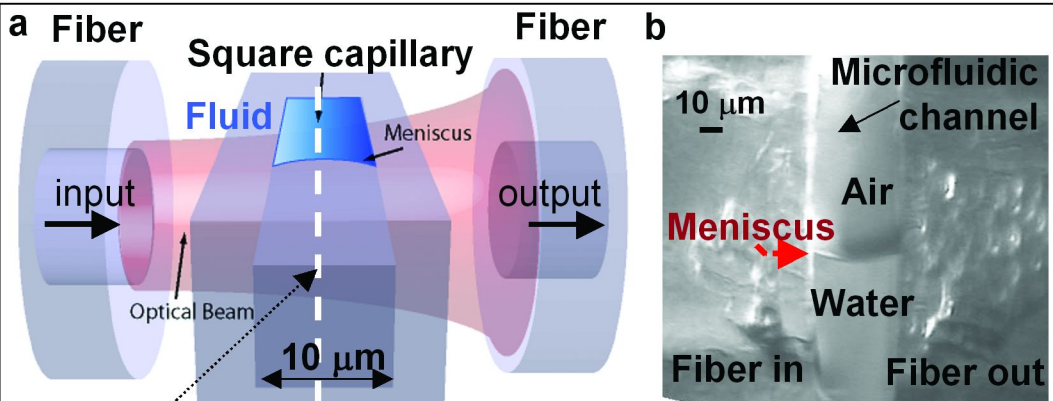 a
Fiber
Fiber
Square capillary
Fluid
Meniscus
input
output
Optical Beam
10 μm
b
Microfluidic
channel
10 μm
Air
Meniscus
Water
Fiber in
Fiber out